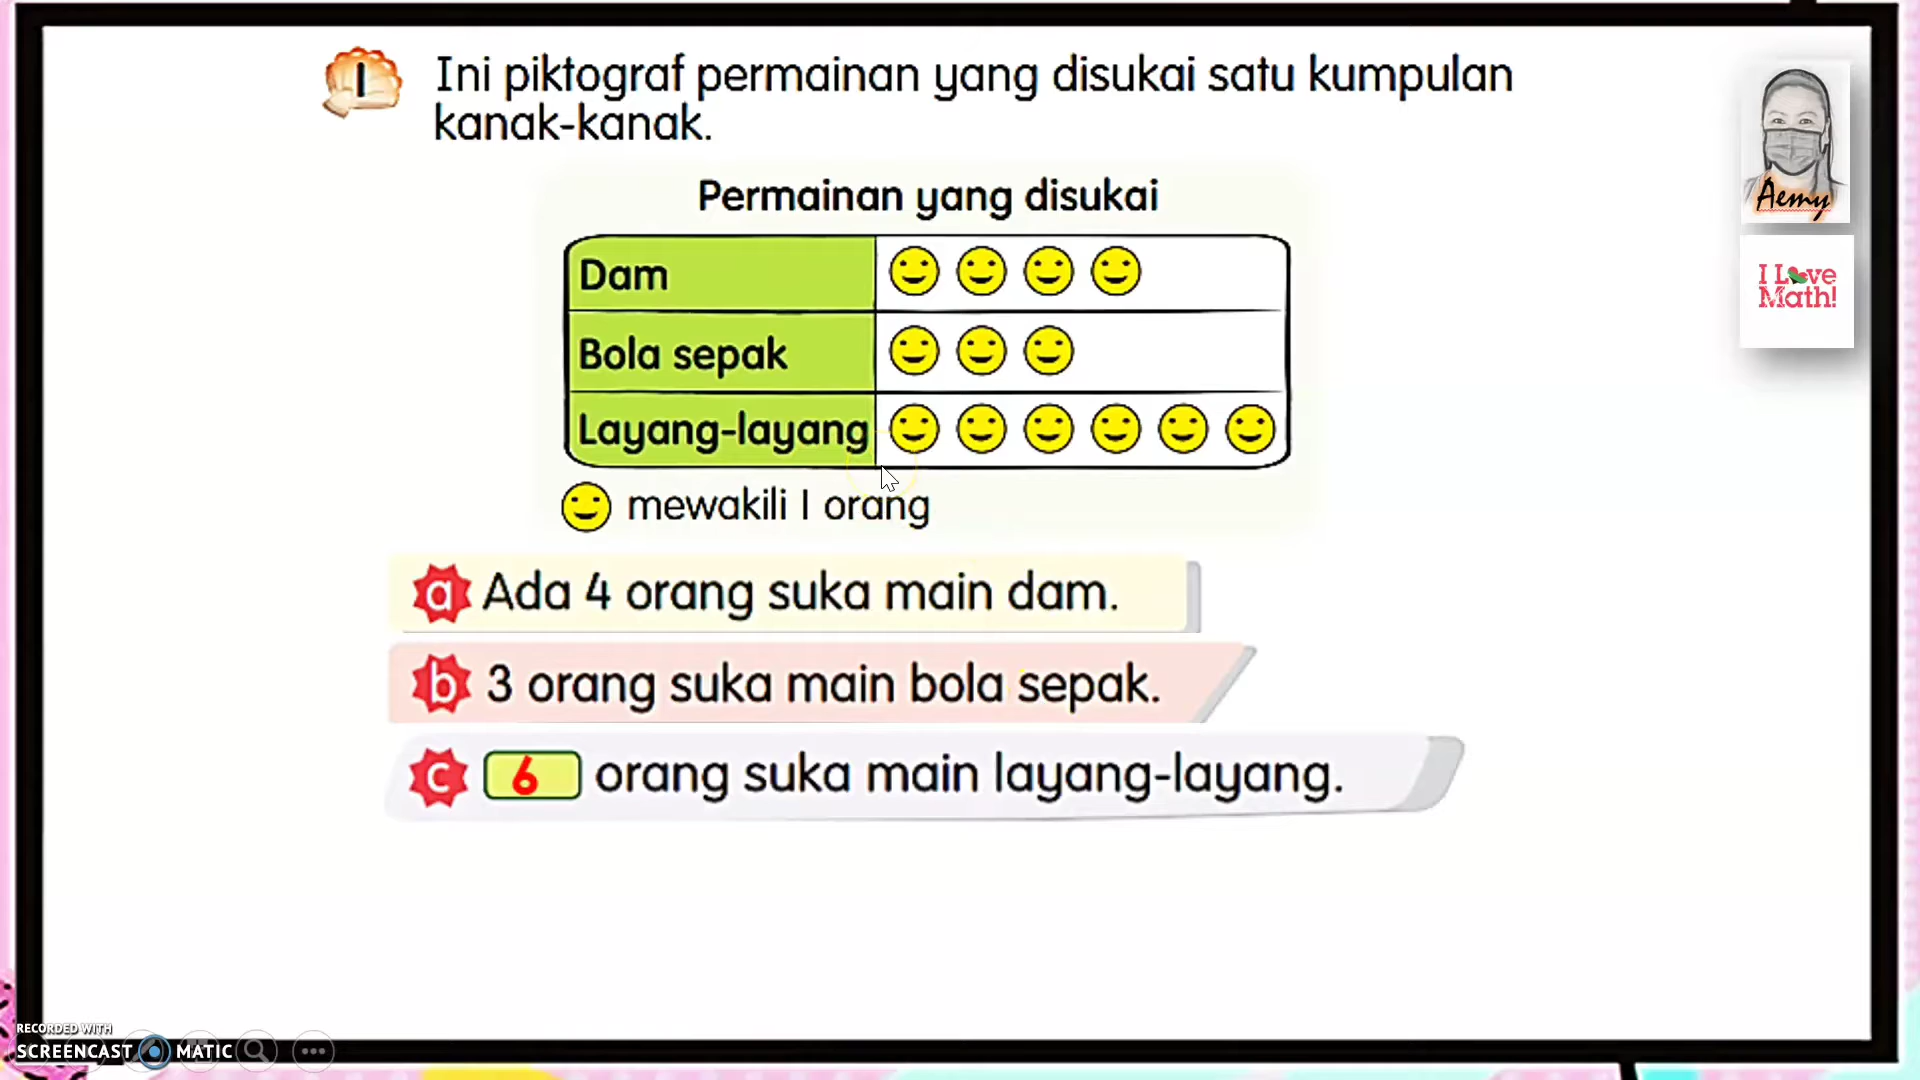 1 Ini piktograf permainan yang disukai satu kumpulan
kanak-kanak.
Aemy
I Love
Math!
Permainan yang disukai
Dam
Bola sepak
Layang-layang
mewakili 1 orang
a Ada 4 orang suka main dam.
b 3 orang suka main bola sepak.
c 6 orang suka main layang-layang.
RECORDED WITH
SCREENCAST MATIC